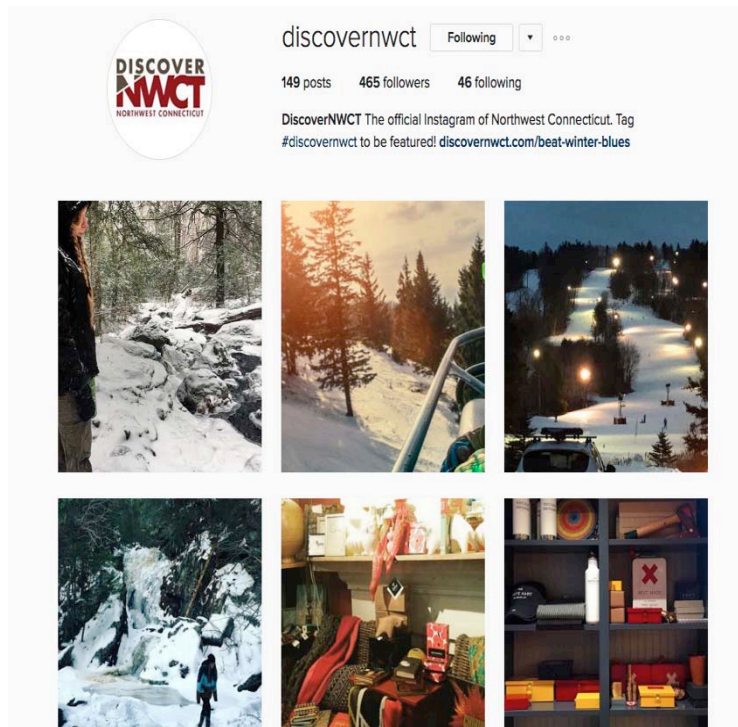 DISCOVER
NWCT
NORTHWEST CONNECTICUT
discovernwct Following
149 posts 465 followers 46 following
DiscoverNWCT The official Instagram of Northwest Connecticut. Tag
#discovernwct to be featured! discovernwct.com/beat-winter-blues